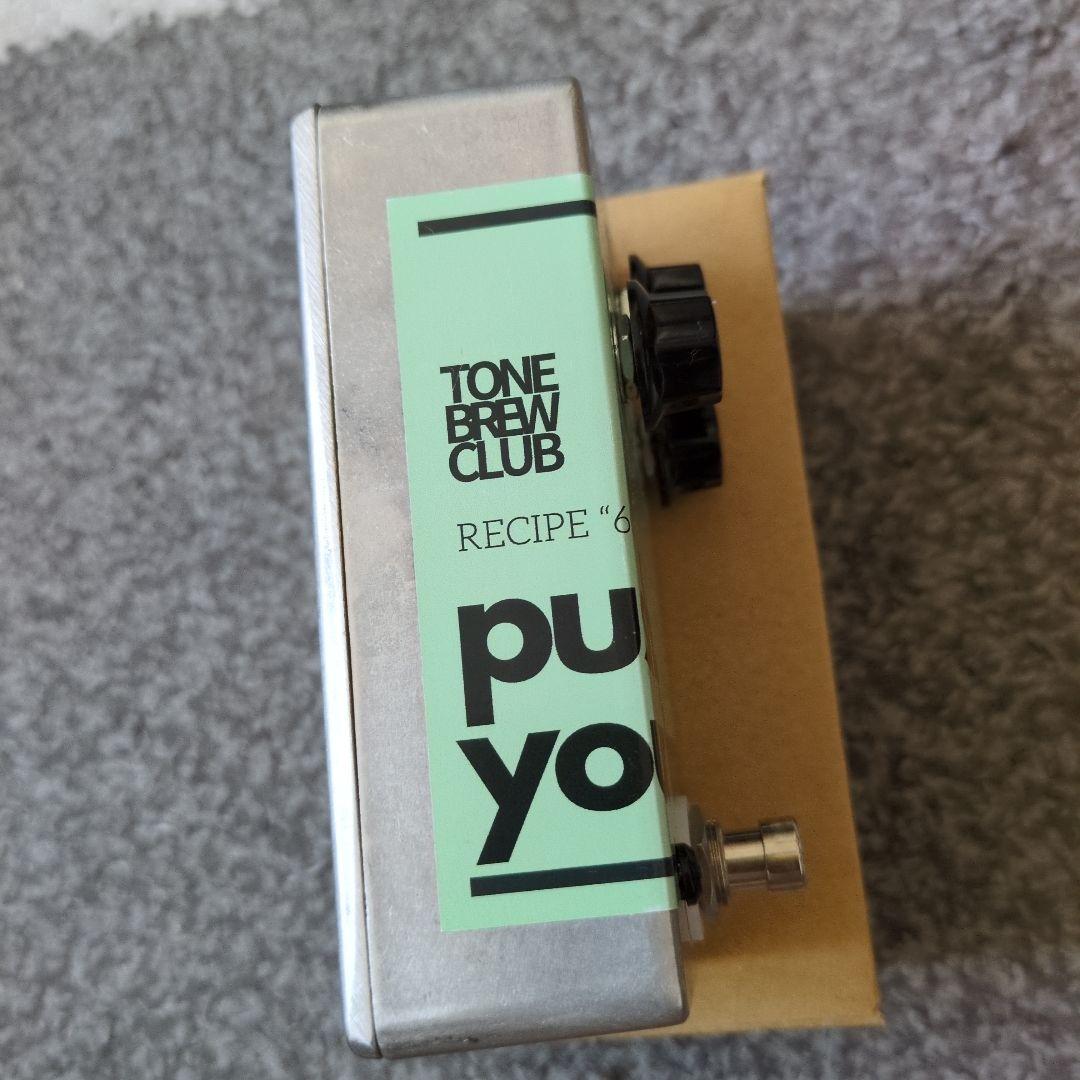 TONE
BREW
CLUB
RECIPE “6
pu
yo